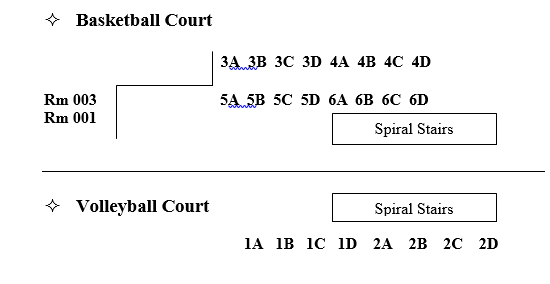 ✧ Basketball Court
3A 3B 3C 3D 4A 4B 4C 4D
Rm 003 5A 5B 5C 5D 6A 6B 6C 6D
Rm 001
Spiral Stairs
✧ Volleyball Court
Spiral Stairs
1A 1B 1C 1D 2A 2B 2C 2D